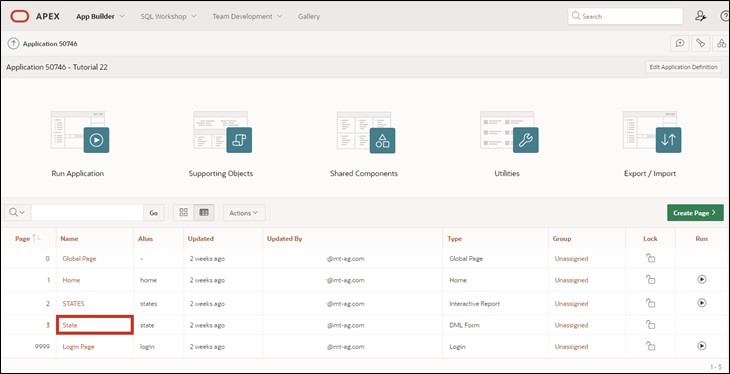 APEX App Builder SQL Workshop Team Development Gallery Search
Application 50746
Application 50746 - Tutorial 22 Edit Application Definition
Run Application Supporting Objects Shared Components Utilities Export / Import
Go Actions Create Page
Page Name Alias Updated Updated By Type Group Lock Run
0 Global Page - 2 weeks ago @mt-ag.com Global Page Unassigned
1 Home home 2 weeks ago @mt-ag.com Home Unassigned
2 STATES states 2 weeks ago @mt-ag.com Interactive Report Unassigned
3 State state 2 weeks ago @mt-ag.com DML Form Unassigned
9999 Login Page login 2 weeks ago @mt-ag.com Login Unassigned
1 - 5